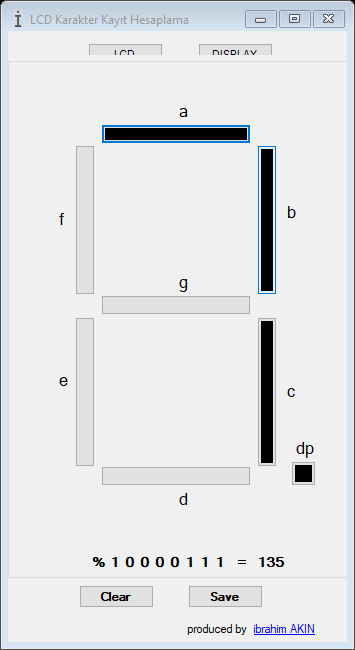 LCD Karakter Kayıt Hesaplama
LCD DISPLAY
a
f
b
g
e
c
dp
d
% 1 0 0 0 0 1 1 1 = 135
Clear Save
produced by ibrahim AKIN